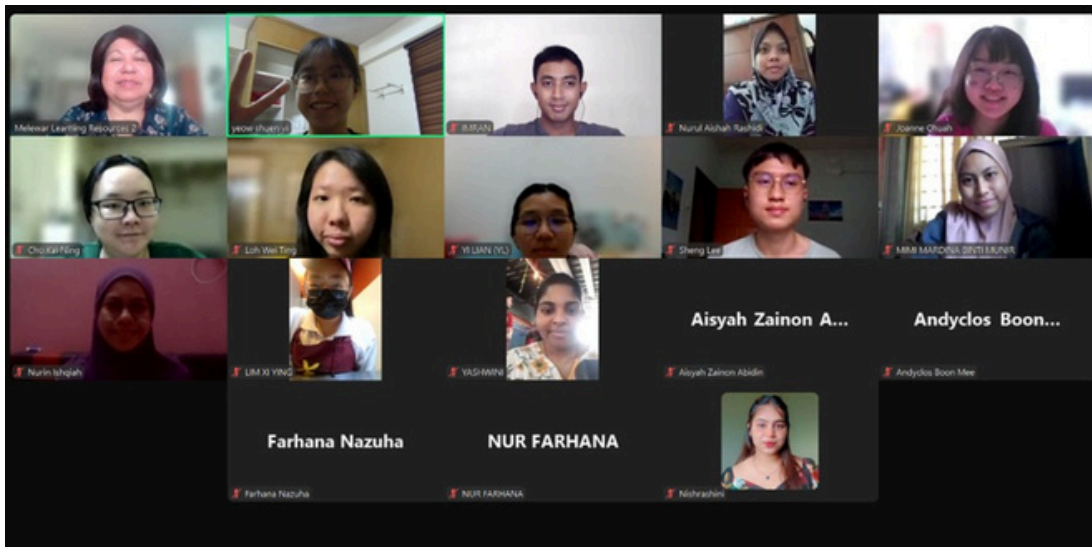 Melewar Learning Resources 2
yeow shuen yi
IMRAN
Nurul Aishah Rashidi
Joanne Chuah
Cho Kai Ning
Loh Wei Ting
YI LIAN (YL)
Sheng Lee
MIMI MARDINA BINTI MUNIR
Nurin Ishqiah
LIM XI YING
YASHWINI
Aisyah Zainon A...
Aisyah Zainon Abidin
Andyclos Boon...
Andyclos Boon Mee
Farhana Nazuha
Farhana Nazuha
NUR FARHANA
NUR FARHANA
Nishrashini